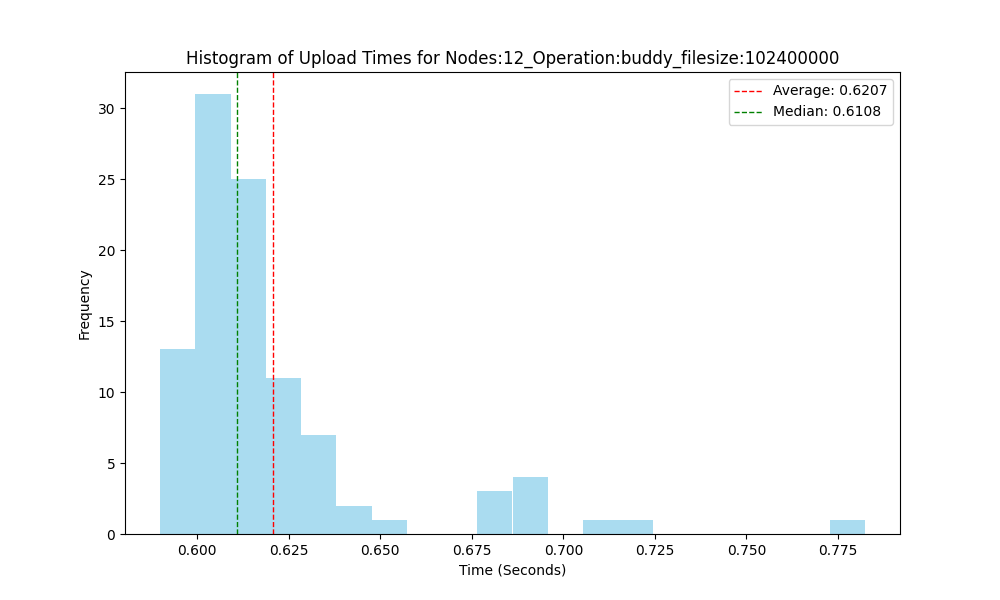 Histogram of Upload Times for Nodes:12_Operation:buddy_filesize:102400000
Average: 0.6207
Median: 0.6108
30
25
20
15
10
5
0
Frequency
0.600 0.625 0.650 0.675 0.700 0.725 0.750 0.775
Time (Seconds)